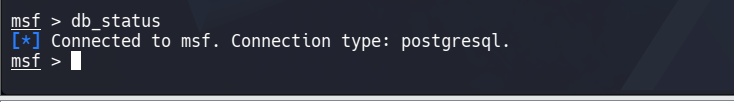 msf > db_status
[*] Connected to msf. Connection type: postgresql.
msf >